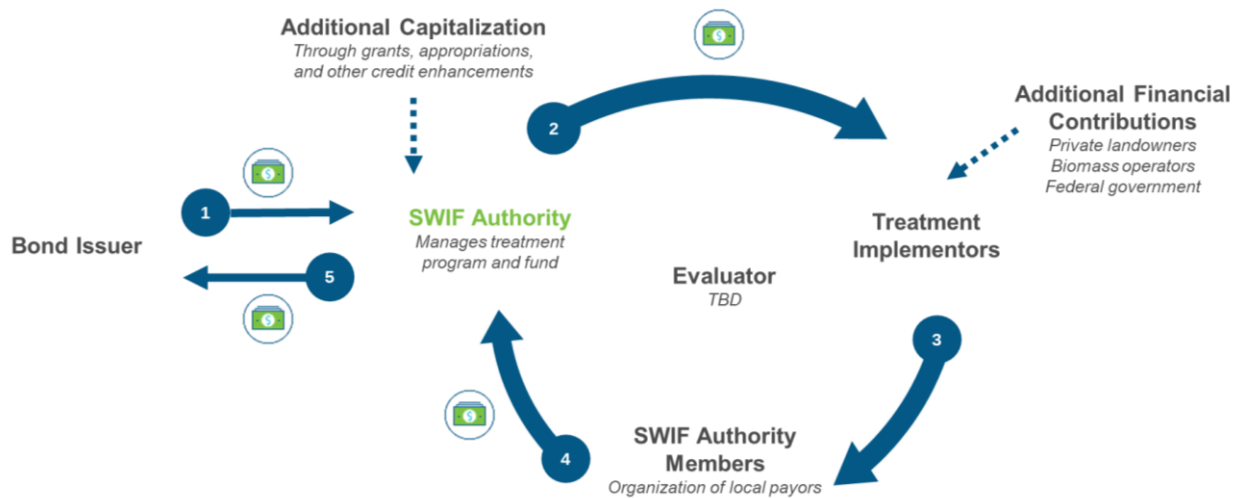 Additional Capitalization
Through grants, appropriations,
and other credit enhancements
2
Additional Financial
Contributions
Private landowners
Biomass operators
Federal government
1
Bond Issuer
SWIF Authority
Manages treatment
program and fund
Treatment
Implementors
5
Evaluator
TBD
3
4
SWIF Authority
Members
Organization of local payors